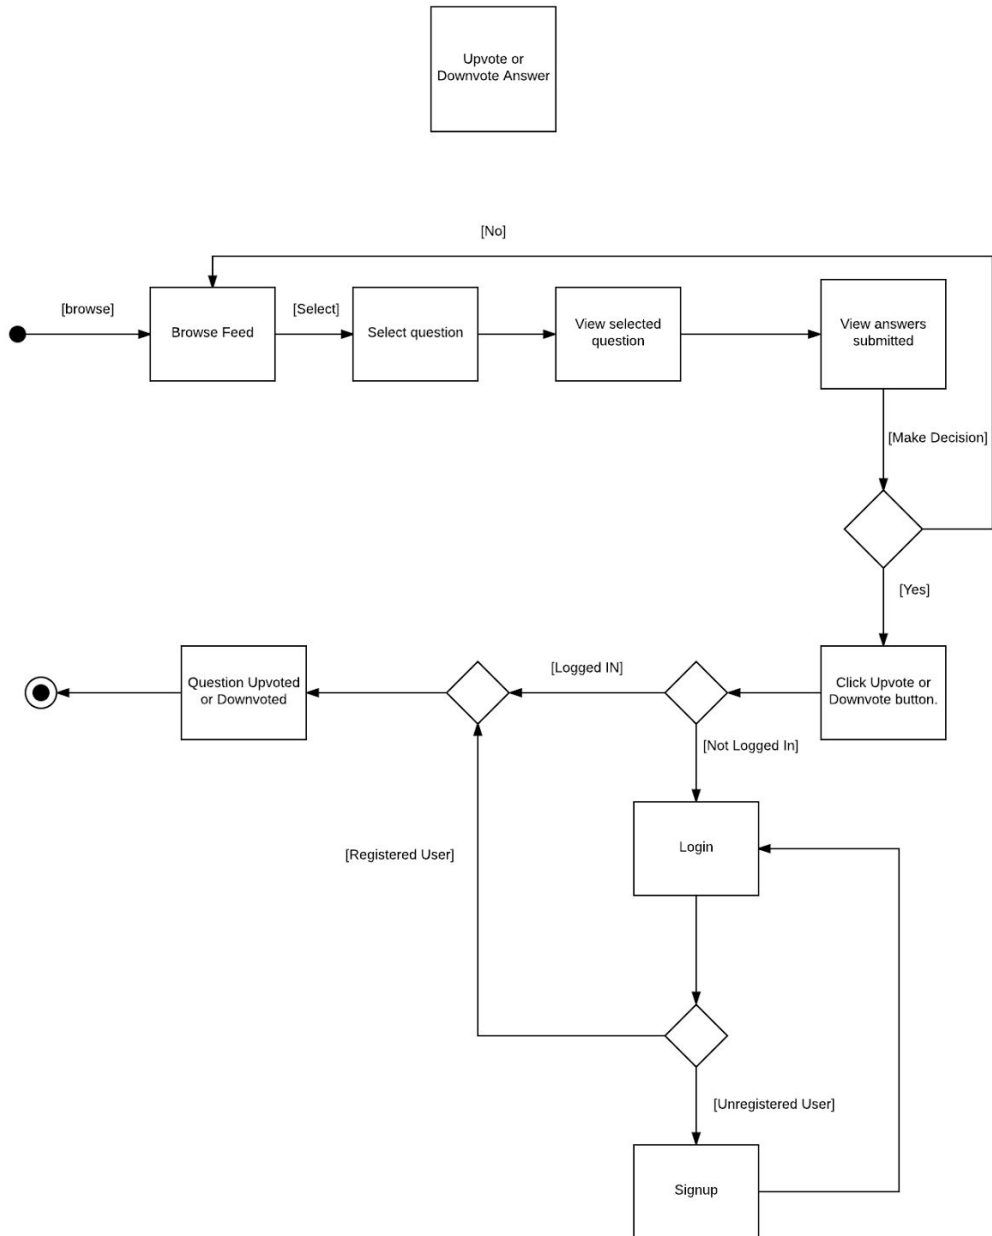 Upvote or
Downvote Answer
[No]
[browse]
[Select]
Browse Feed
Select question
View selected
question
View answers
submitted
[Make Decision]
[Yes]
[Logged IN]
Question Upvoted
or Downvoted
Click Upvote or
Downvote button.
[Not Logged In]
Login
[Registered User]
[Unregistered User]
Signup